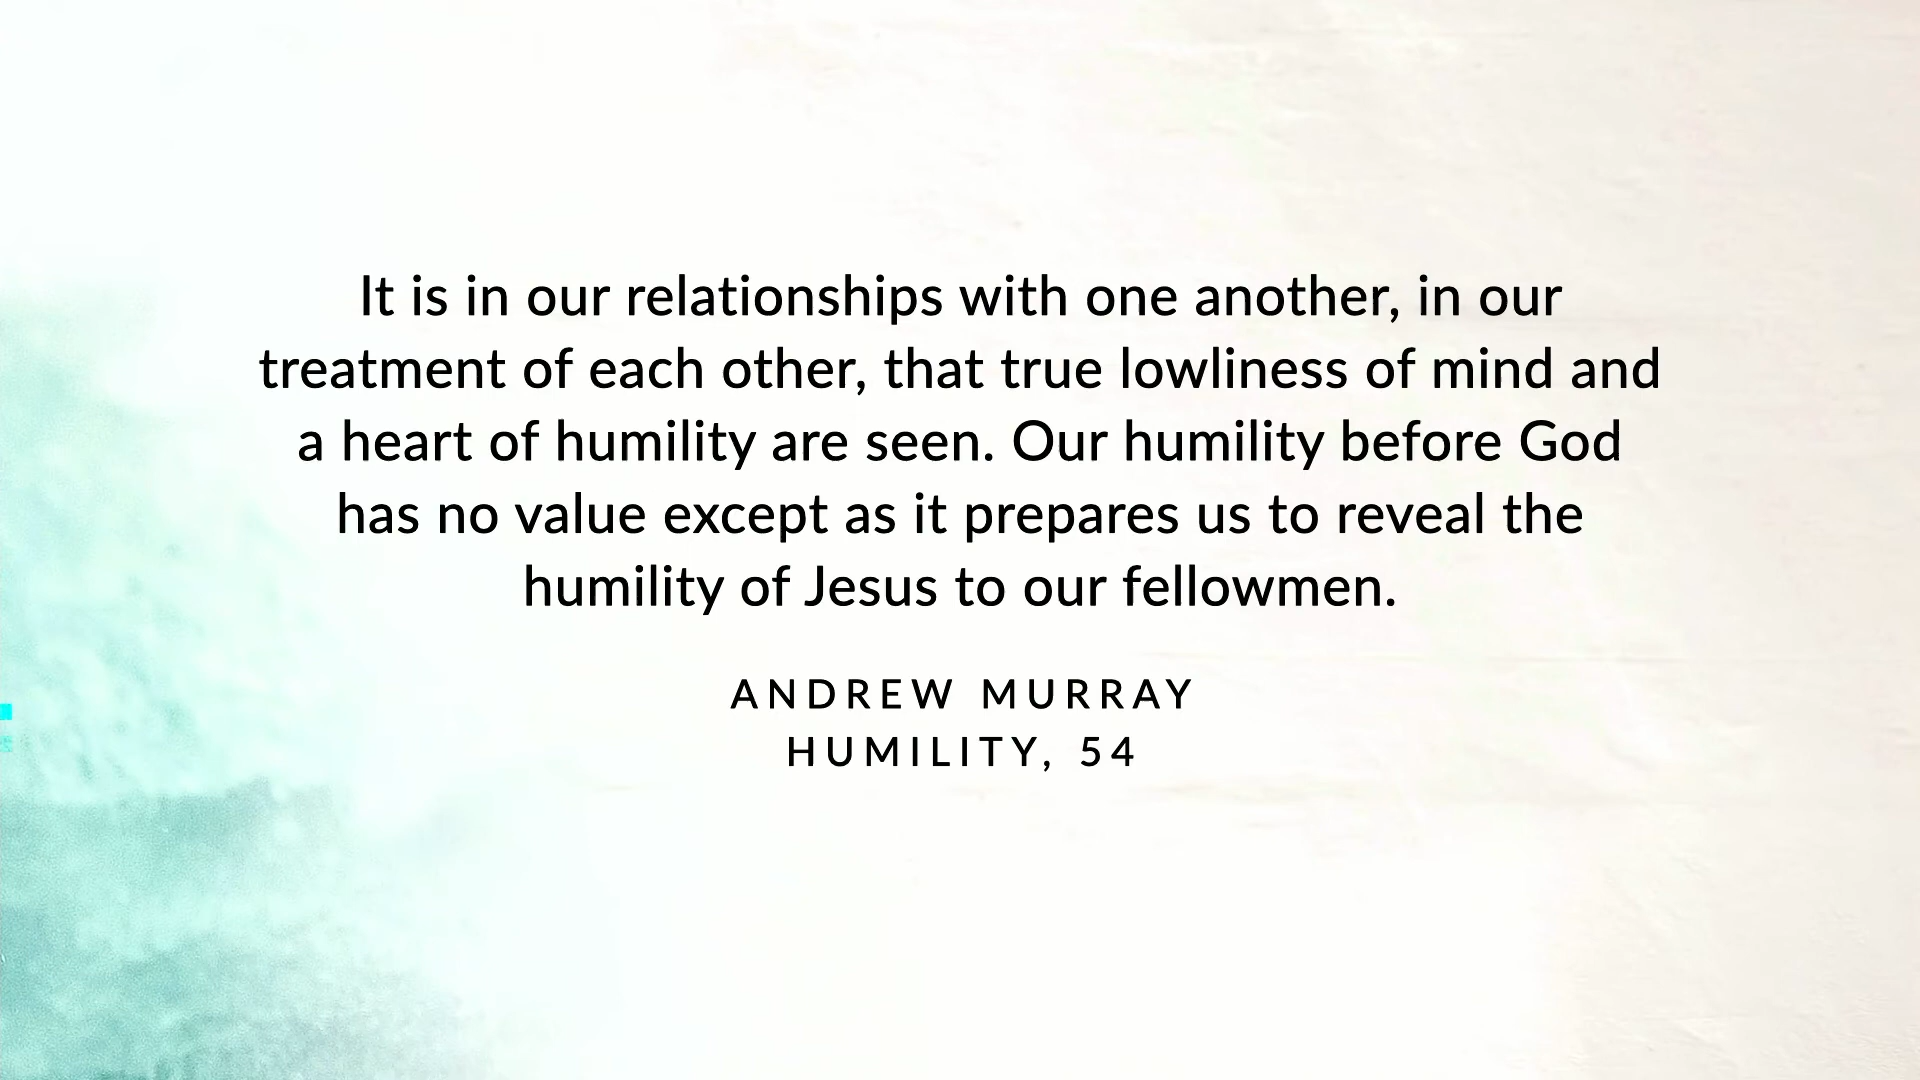 It is in our relationships with one another, in our
treatment of each other, that true lowliness of mind and
a heart of humility are seen. Our humility before God
has no value except as it prepares us to reveal the
humility of Jesus to our fellowmen.
ANDREW MURRAY
HUMILITY, 54